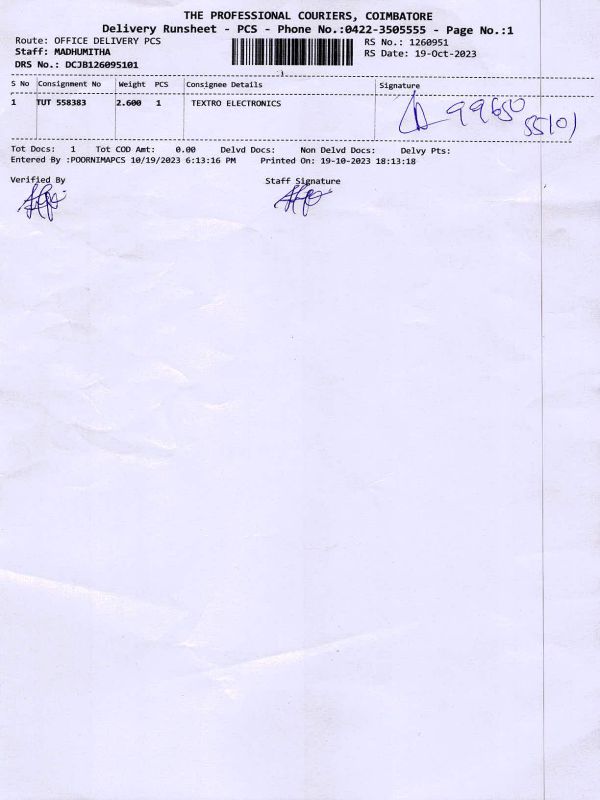 THE PROFESSIONAL COURIERS, COIMBATORE
Delivery Runsheet - PCS - Phone No.:0422-3505555 - Page No.:1
Route: OFFICE DELIVERY PCS RS No.: 1260951
Staff: MADHUMITHA RS Date: 19-Oct-2023
DRS No.: DCJB126095101
S No Consignment No Weight PCS Consignee Details Signature
1 TUT 558383 2.600 1 TEXTRO ELECTRONICS 99650
55101
Tot Docs: 1 Tot COD Amt: 0.00 Delvd Docs: Non Delvd Docs: Delvy Pts:
Entered By :POORNIMAPCS 10/19/2023 6:13:16 PM Printed On: 19-10-2023 18:13:18
Verified By Staff Signature